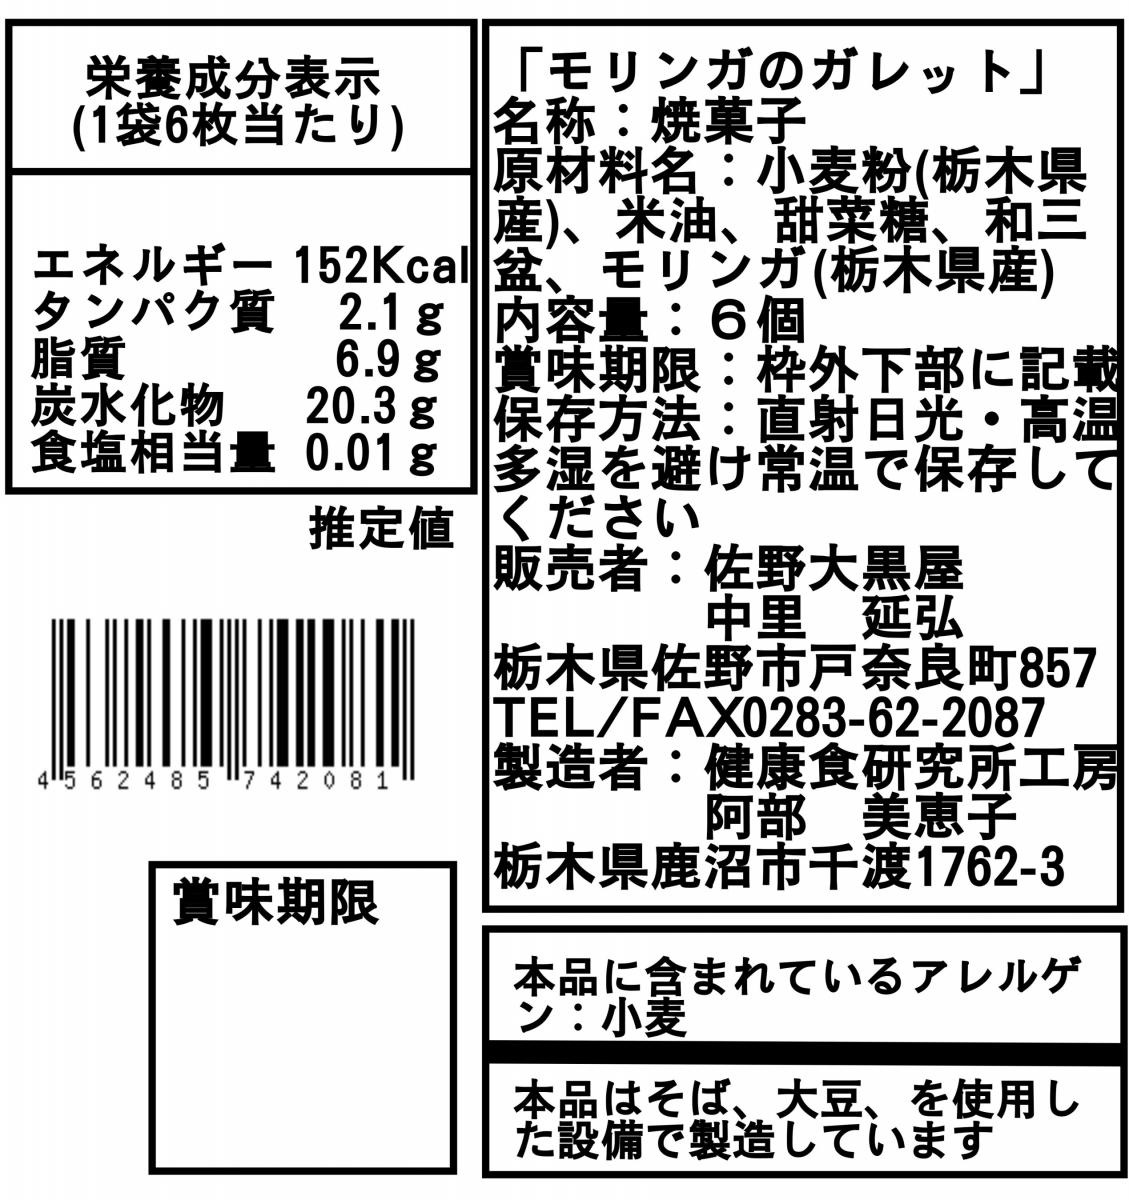 栄養成分表示
(1袋6枚当たり)
エネルギー 152Kcal
タンパク質 2.1g
脂質 6.9g
炭水化物 20.3g
食塩相当量 0.01g
推定値
4562485742081
賞味期限
「モリンガのガレット」
名称：焼菓子
原材料名：小麦粉(栃木県
産)、米油、甜菜糖、和三
盆、モリンガ(栃木県産)
内容量：６個
賞味期限：枠外下部に記載
保存方法：直射日光・高温
多湿を避け常温で保存して
ください
販売者：佐野大黒屋
中里　延弘
栃木県佐野市戸奈良町857
TEL/FAX0283-62-2087
製造者：健康食研究所工房
阿部　美恵子
栃木県鹿沼市千渡1762-3
本品に含まれているアレルゲ
ン：小麦
本品はそば、大豆、を使用し
た設備で製造しています